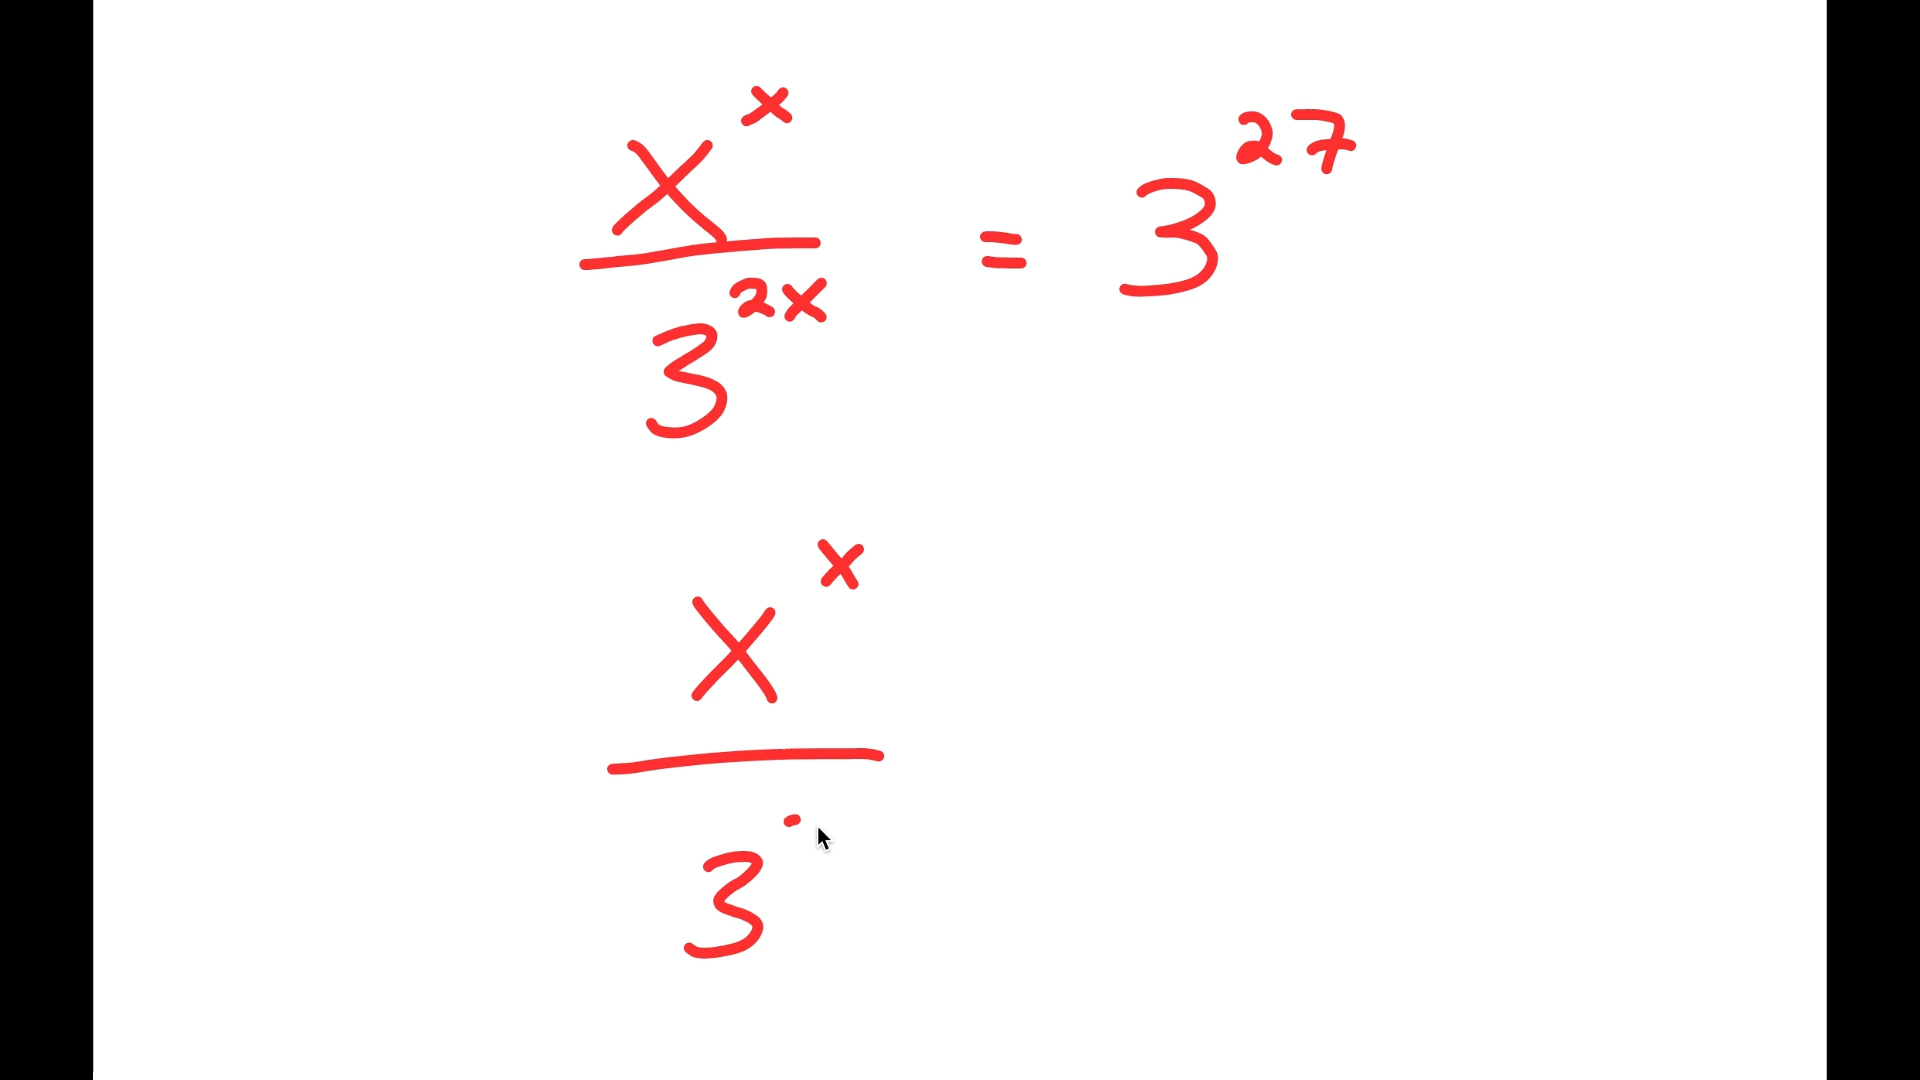 x^x / 3^2x = 3^27
x^x / 3